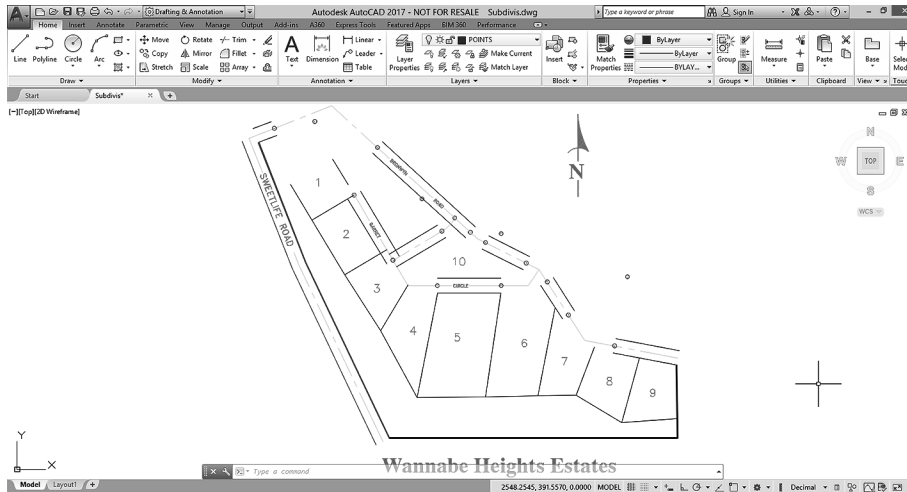 Drafting & Annotation
Autodesk AutoCAD 2017 - NOT FOR RESALE Subdivis.dwg
Type a keyword or phrase
Sign In
Home Insert Annotate Parametric View Manage Output Add-ins A360 Express Tools Featured Apps BIM 360 Performance
Line Polyline Circle Arc
Move Rotate Trim
Copy Mirror Fillet
Stretch Scale Array
Text Dimension
Linear
Leader
Table
Layer Properties
POINTS
Make Current
Match Layer
Insert
Match Properties
ByLayer
ByLayer
BYLAY...
Group
Measure
Paste
Base
Draw Modify Annotation Layers Block Properties Groups Utilities Clipboard View
Start Subdivis*
[-][Top][2D Wireframe]
N
W TOP E
S
WCS
N
SWEETLIFE ROAD
BRONWYN
ROAD
1
2
3
10
CIRCLE
4
5
6
7
8
9
Y
X
Type a command
Wannabe Heights Estates
Model Layout1
2548.2545, 391.5570, 0.0000 MODEL
Decimal